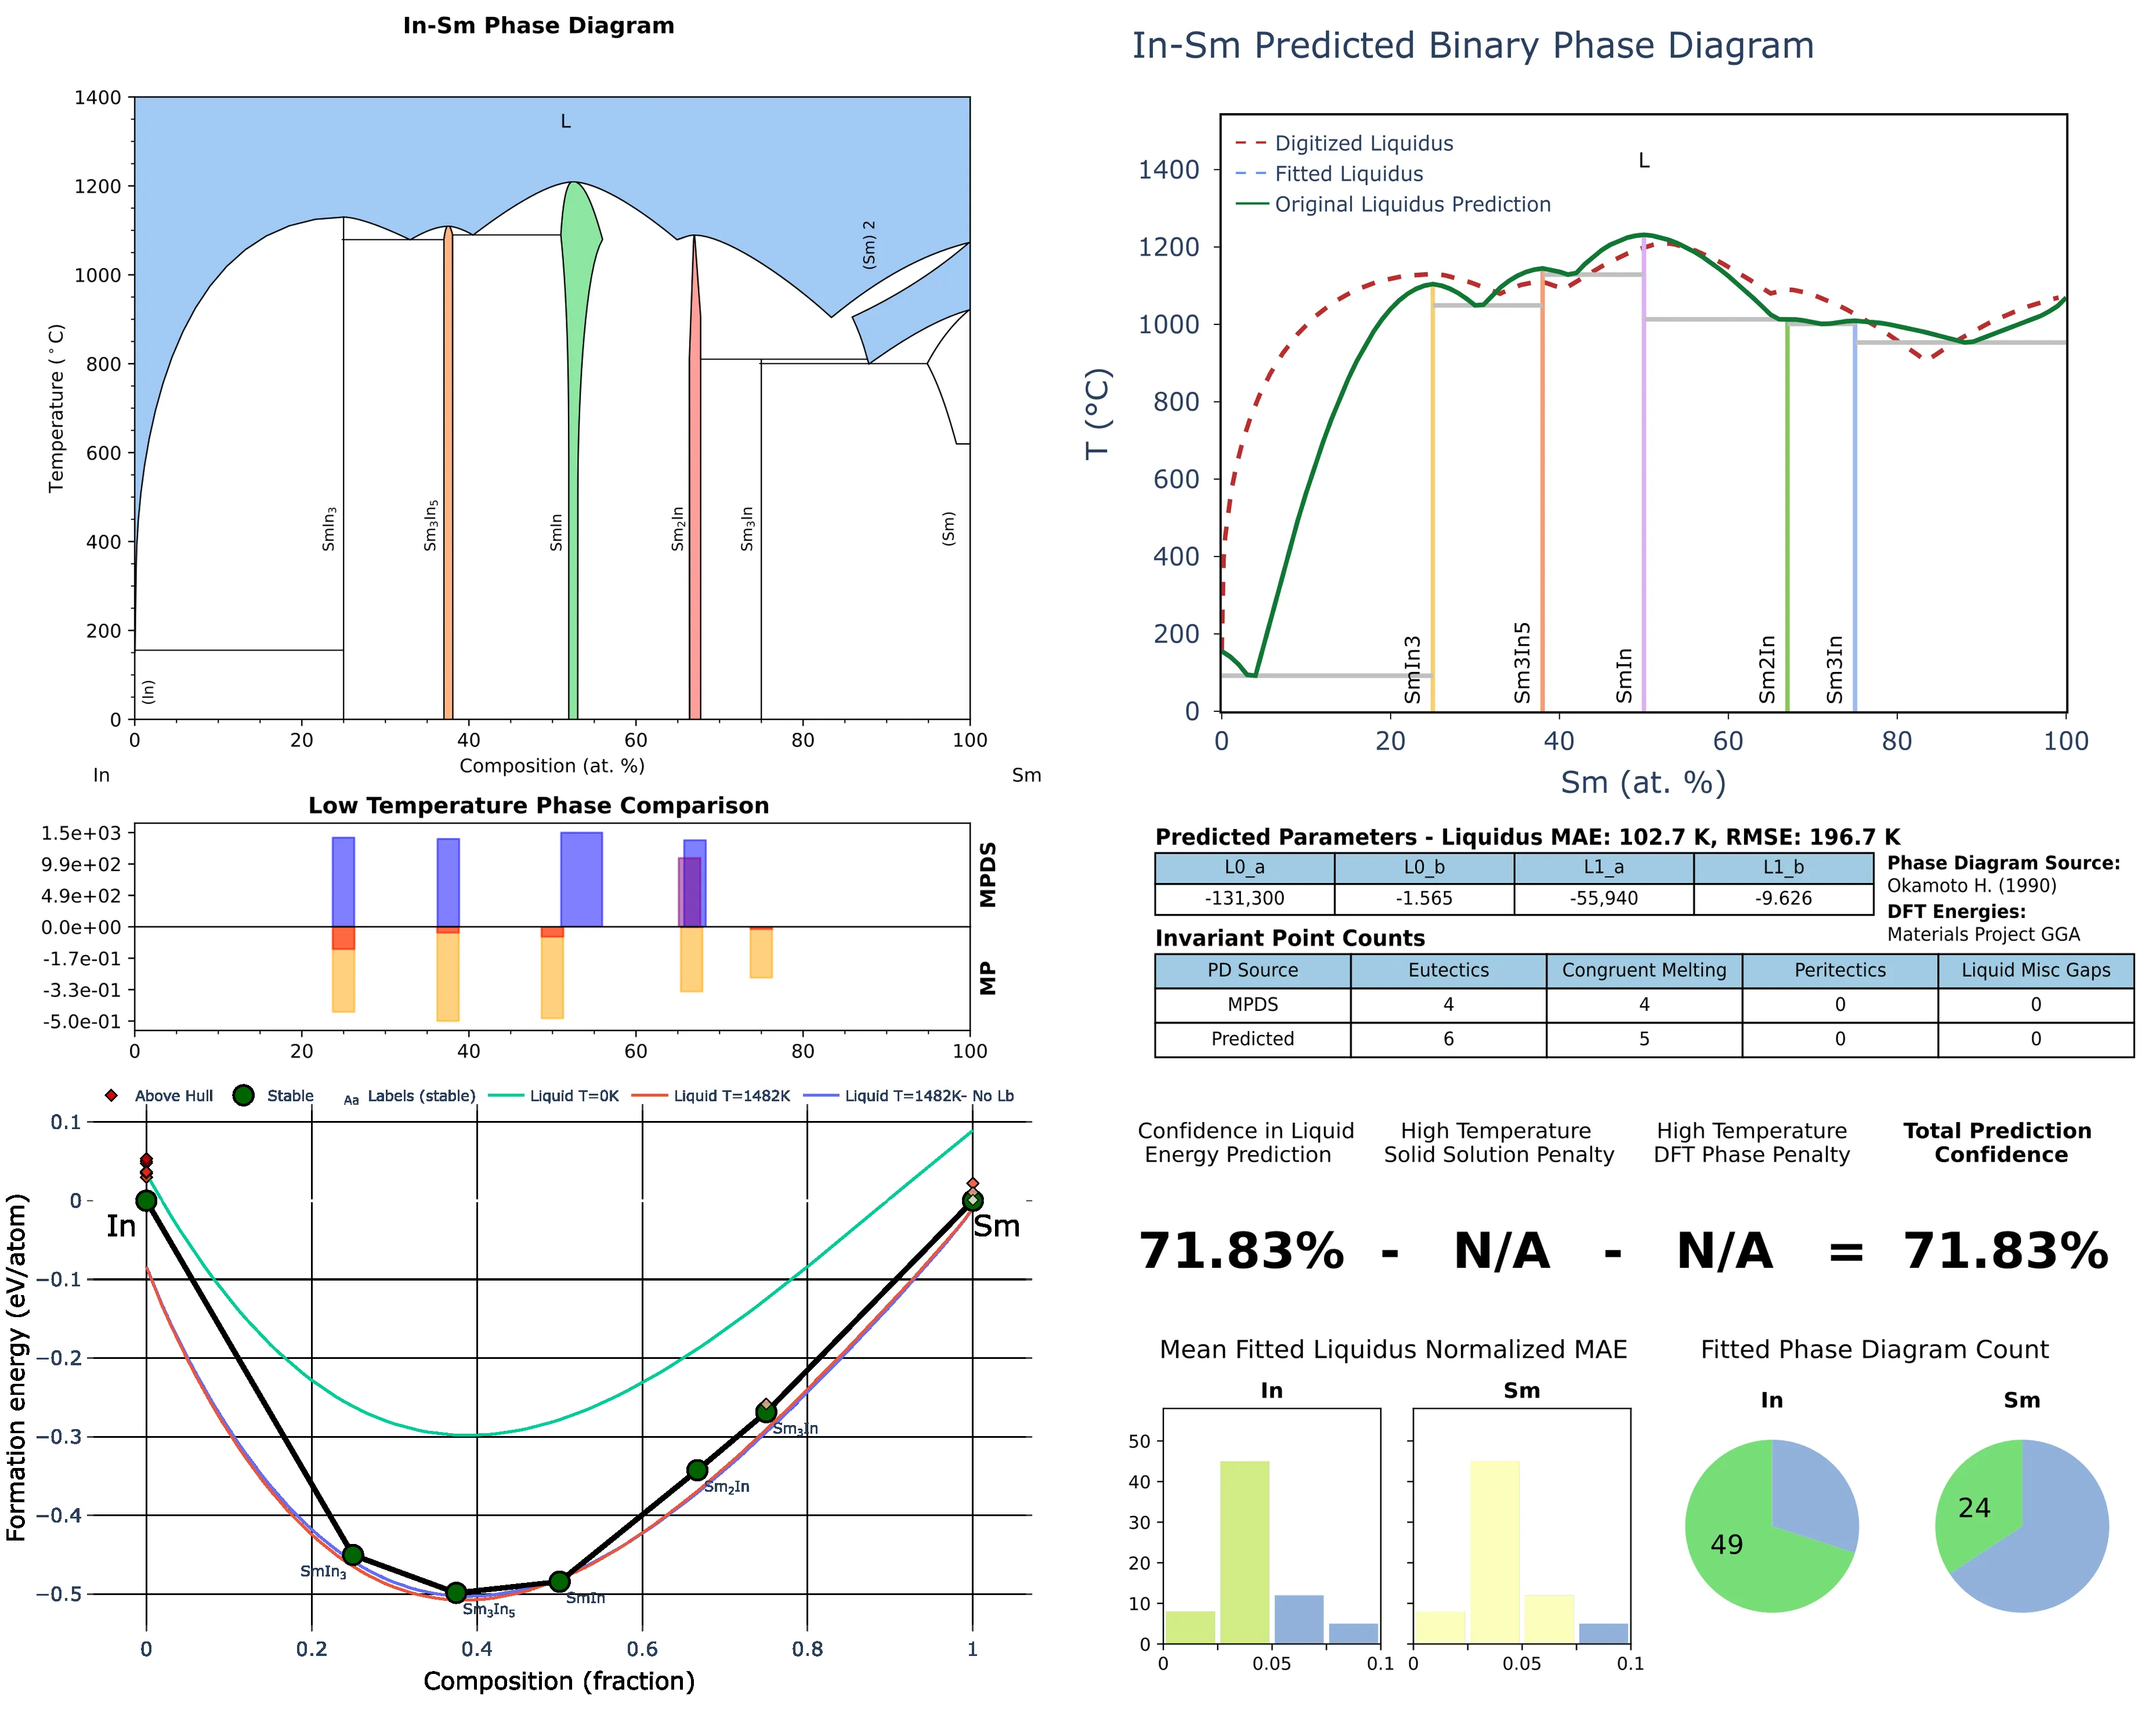 In-Sm Phase Diagram
1400
1200
1000
800
600
400
200
0
Temperature (°C)
L
(Sm) 2
SmIn3
Sm3In5
SmIn
Sm2In
Sm3In
(Sm)
(In)
0 20 40 60 80 100
Composition (at. %)
In Sm
Low Temperature Phase Comparison
1.5e+03
9.9e+02
4.9e+02
0.0e+00
-1.7e-01
-3.3e-01
-5.0e-01
MPDS
MP
0 20 40 60 80 100
Above Hull Stable Aa Labels (stable) Liquid T=0K Liquid T=1482K Liquid T=1482K- No Lb
0.1
0
−0.1
−0.2
−0.3
−0.4
−0.5
Formation energy (eV/atom)
In
Sm
SmIn3
Sm3In5
SmIn
Sm2In
Sm3In
0 0.2 0.4 0.6 0.8 1
Composition (fraction)
In-Sm Predicted Binary Phase Diagram
Digitized Liquidus
Fitted Liquidus
Original Liquidus Prediction
L
1400
1200
1000
800
600
400
200
0
T (°C)
SmIn3
Sm3In5
SmIn
Sm2In
Sm3In
0 20 40 60 80 100
Sm (at. %)
Predicted Parameters - Liquidus MAE: 102.7 K, RMSE: 196.7 K
L0_a L0_b L1_a L1_b
-131,300 -1.565 -55,940 -9.626
Phase Diagram Source:
Okamoto H. (1990)
DFT Energies:
Materials Project GGA
Invariant Point Counts
PD Source Eutectics Congruent Melting Peritectics Liquid Misc Gaps
MPDS 4 4 0 0
Predicted 6 5 0 0
Confidence in Liquid
Energy Prediction
High Temperature
Solid Solution Penalty
High Temperature
DFT Phase Penalty
Total Prediction
Confidence
71.83% - N/A - N/A = 71.83%
Mean Fitted Liquidus Normalized MAE
In
Sm
50
40
30
20
10
0
0 0.05 0.1
0 0.05 0.1
Fitted Phase Diagram Count
In
Sm
49
24